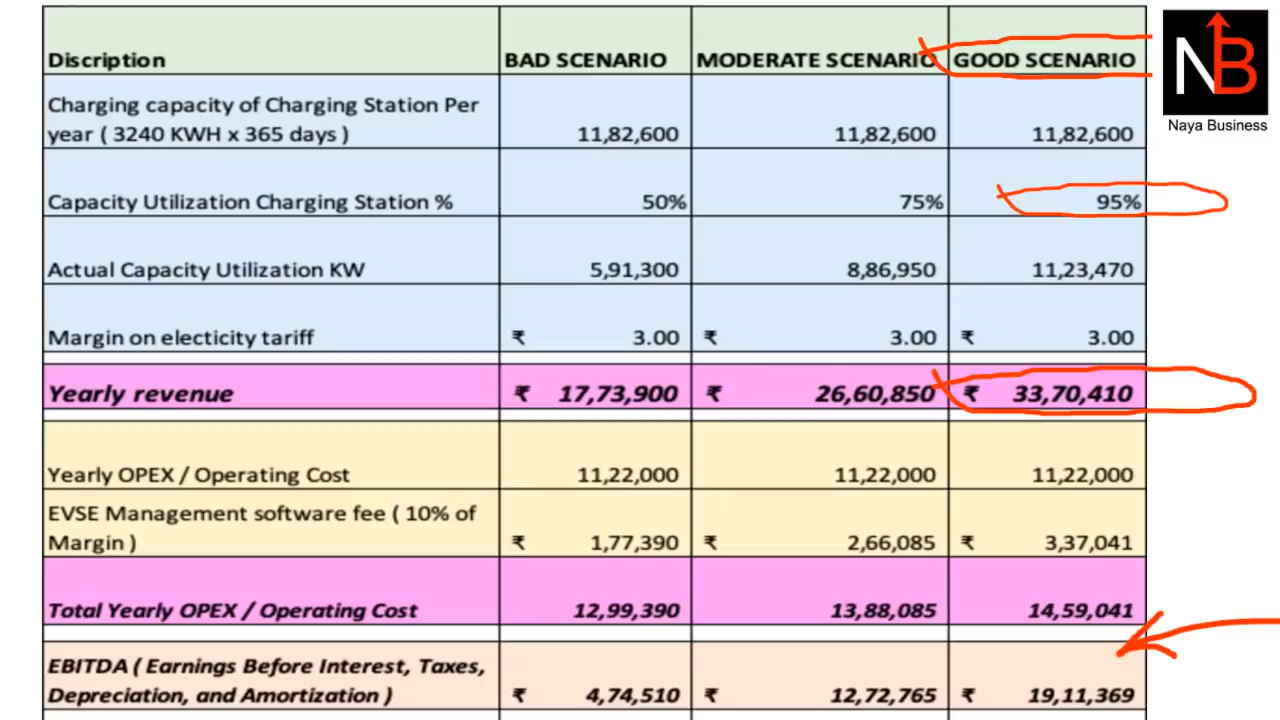 Discription BAD SCENARIO MODERATE SCENARIO GOOD SCENARIO
Charging capacity of Charging Station Per
year ( 3240 KWH x 365 days ) 11,82,600 11,82,600 11,82,600
Capacity Utilization Charging Station % 50% 75% 95%
Actual Capacity Utilization KW 5,91,300 8,86,950 11,23,470
Margin on electicity tariff ₹ 3.00 ₹ 3.00 ₹ 3.00
Yearly revenue ₹ 17,73,900 ₹ 26,60,850 ₹ 33,70,410
Yearly OPEX / Operating Cost 11,22,000 11,22,000 11,22,000
EVSE Management software fee ( 10% of
Margin ) ₹ 1,77,390 ₹ 2,66,085 ₹ 3,37,041
Total Yearly OPEX / Operating Cost 12,99,390 13,88,085 14,59,041
EBITDA ( Earnings Before Interest, Taxes,
Depreciation, and Amortization ) ₹ 4,74,510 ₹ 12,72,765 ₹ 19,11,369
NB
Naya Business